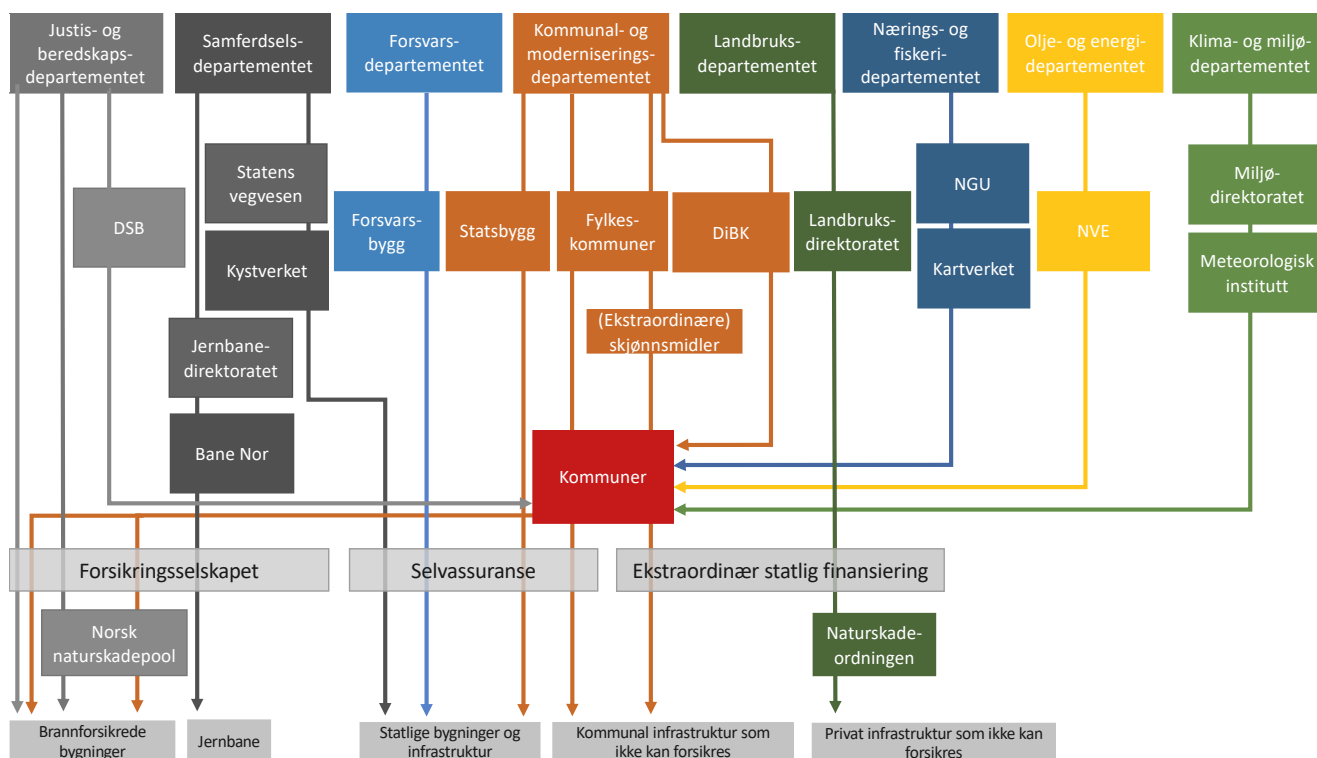 Justis- og
beredskaps-
departementet
Samferdsels-
departementet
Forsvars-
departementet
Kommunal- og
moderniserings-
departementet
Landbruks-
departementet
Nærings- og
fiskeri-
departementet
Olje- og energi-
departementet
Klima- og miljø-
departementet
Statens
vegvesen
NGU
Miljø-
direktoratet
DSB
Forsvars-
bygg
Statsbygg
Fylkes-
kommuner
DiBK
Landbruks-
direktoratet
NVE
Kystverket
Kartverket
Meteorologisk
institutt
(Ekstraordinære)
skjønnsmidler
Jernbane-
direktoratet
Bane Nor
Kommuner
Forsikringsselskapet
Selvassuranse
Ekstraordinær statlig finansiering
Norsk
naturskadepool
Naturskade-
ordningen
Brannforsikrede
bygninger
Jernbane
Statlige bygninger og
infrastruktur
Kommunal infrastruktur som
ikke kan forsikres
Privat infrastruktur som ikke kan
forsikres